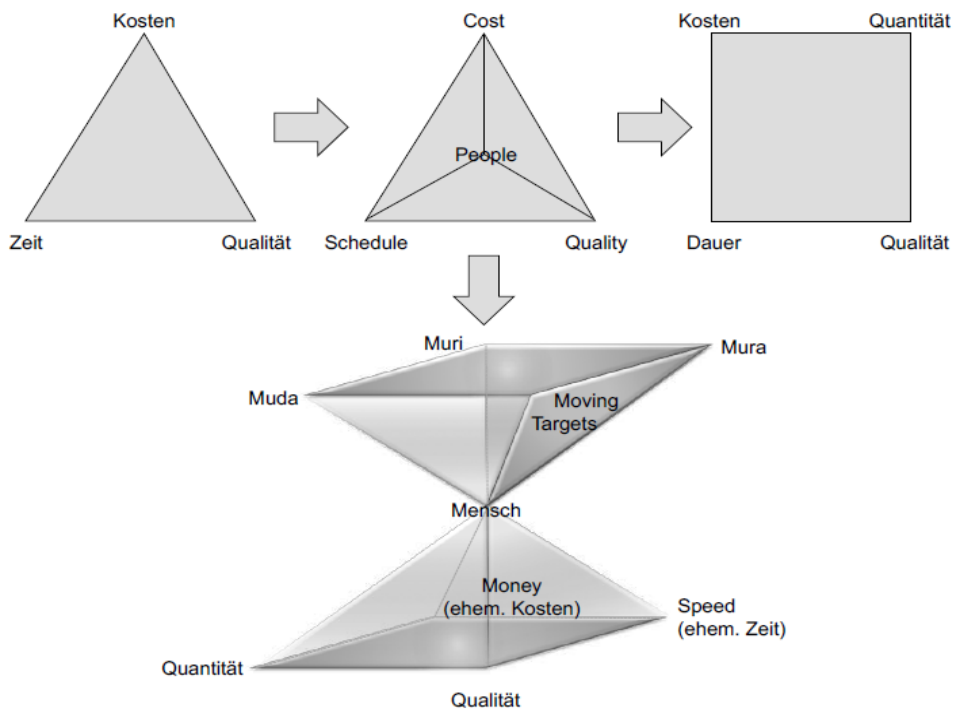 Kosten
Cost
Kosten
Quantität
People
Zeit
Qualität
Schedule
Quality
Dauer
Qualität
Muri
Mura
Muda
Moving
Targets
Mensch
Money
(ehem. Kosten)
Speed
(ehem. Zeit)
Quantität
Qualität